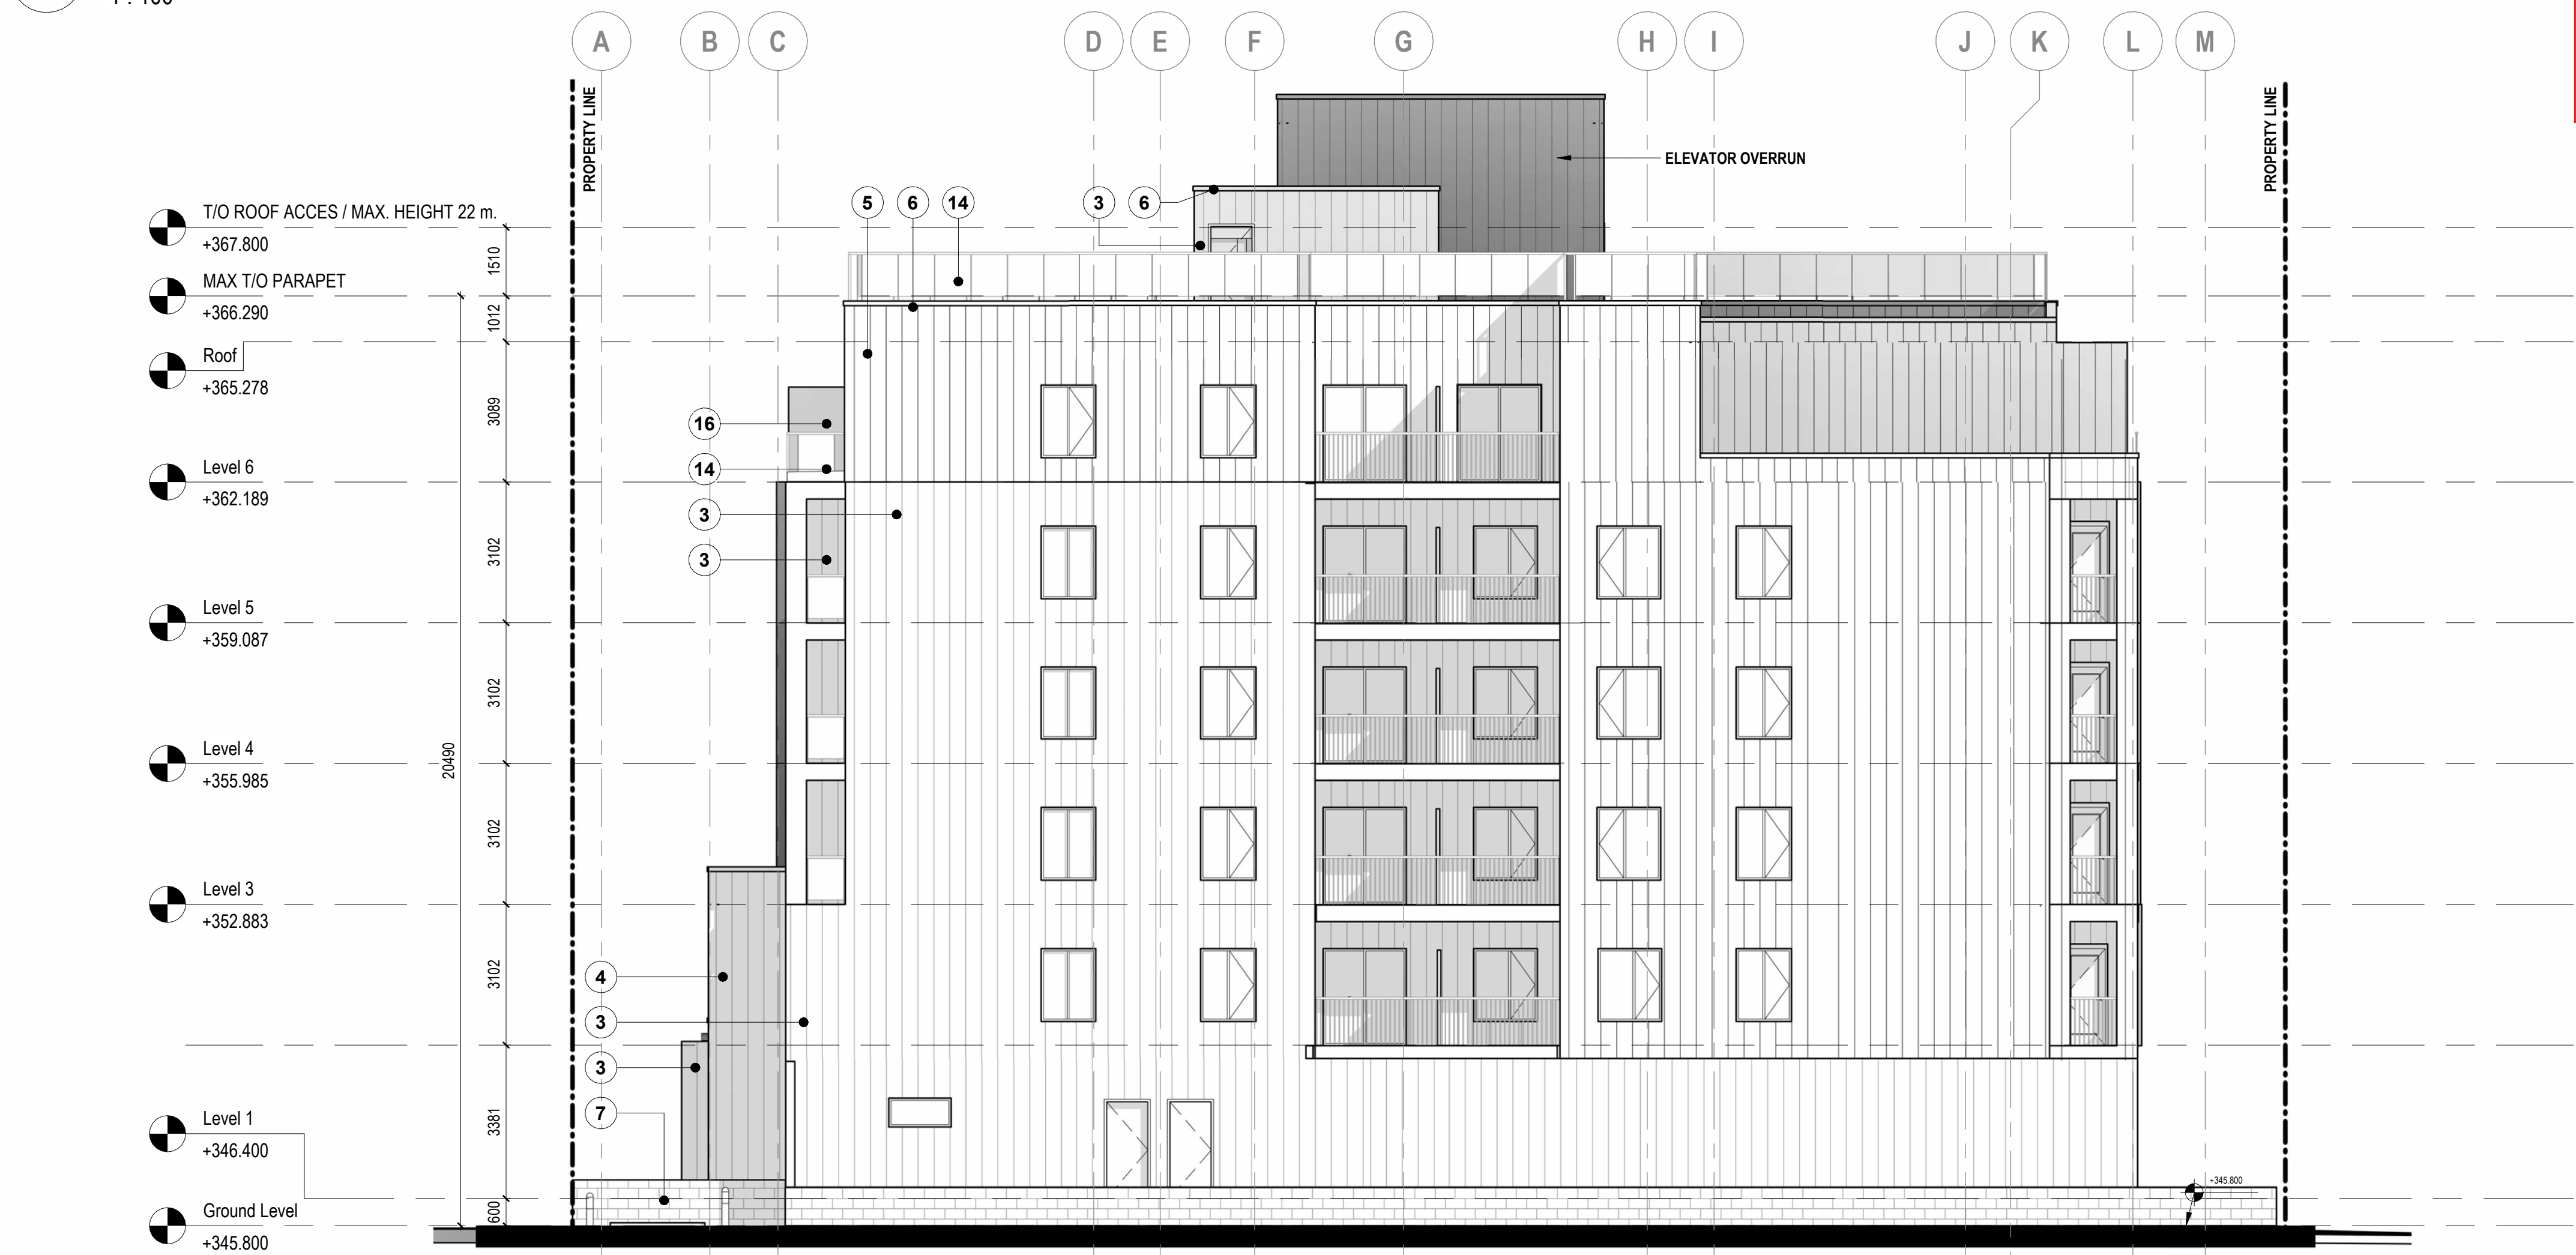 1 : 100
A B C D E F G H I J K L M
PROPERTY LINE
PROPERTY LINE
ELEVATOR OVERRUN
T/O ROOF ACCES / MAX. HEIGHT 22 m.
+367.800
5 6 14 3 6
1510
MAX T/O PARAPET
+366.290
1012
Roof
+365.278
3089
16
14
Level 6
+362.189
3
3102
3
Level 5
+359.087
3102
Level 4
+355.985
20490
3102
Level 3
+352.883
3102
4
3
3
7
Level 1
+346.400
3381
+345.800
Ground Level
+345.800
600